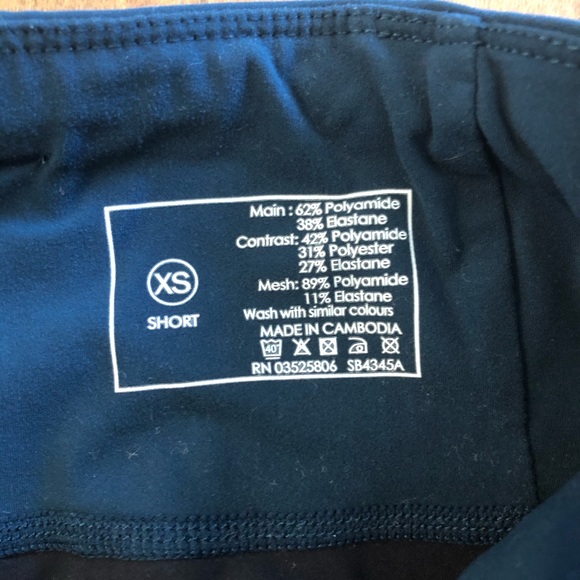 XS
SHORT
Main : 62% Polyamide
38% Elastane
Contrast: 42% Polyamide
31% Polyester
27% Elastane
Mesh: 89% Polyamide
11% Elastane
Wash with similar colours
MADE IN CAMBODIA
40°
RN 03525806 SB4345A